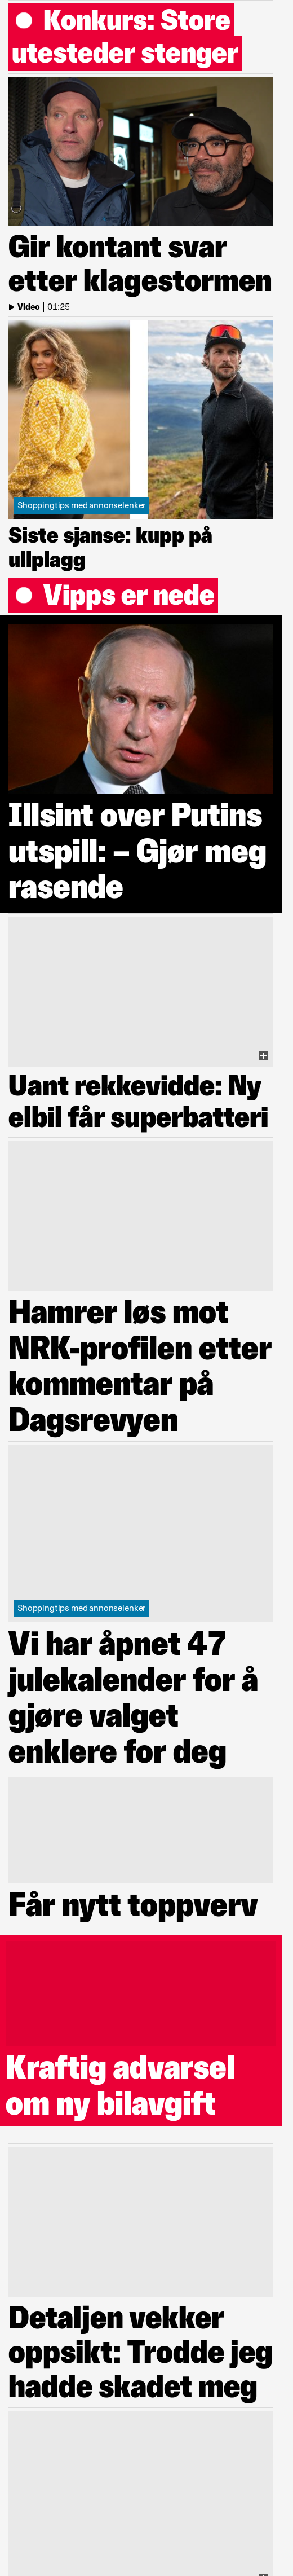 Konkurs: Store
utesteder stenger
Gir kontant svar
etter klagestormen
Video | 01:25
Shoppingtips med annonselenker
Siste sjanse: kupp på
ullplagg
Vipps er nede
Illsint over Putins
utspill: – Gjør meg
rasende
Uant rekkevidde: Ny
elbil får superbatteri
Hamrer løs mot
NRK-profilen etter
kommentar på
Dagsrevyen
Shoppingtips med annonselenker
Vi har åpnet 47
julekalender for å
gjøre valget
enklere for deg
Får nytt toppverv
Kraftig advarsel
om ny bilavgift
Detaljen vekker
oppsikt: Trodde jeg
hadde skadet meg